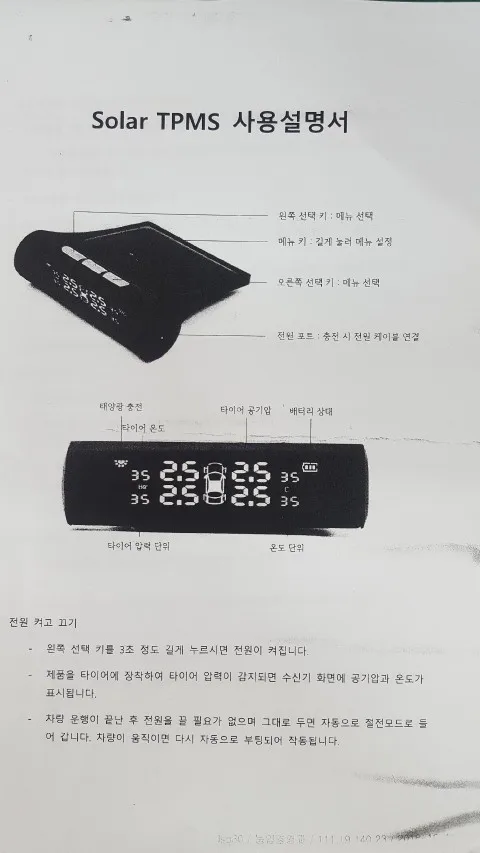 Solar TPMS 사용설명서
왼쪽 선택 키 : 메뉴 선택
메뉴 키 : 길게 눌러 메뉴 설정
오른쪽 선택 키 : 메뉴 선택
전원 포트 : 충전 시 전원 케이블 연결
태양광 충전
타이어 온도
타이어 공기압
배터리 상태
35 2.5 2.5 35
35 2.5 2.5 35
C
타이어 압력 단위
온도 단위
전원 켜고 끄기
- 왼쪽 선택 키를 3초 정도 길게 누르시면 전원이 켜집니다.
- 제품을 타이어에 장착하여 타이어 압력이 감지되면 수신기 화면에 공기압과 온도가
표시됩니다.
- 차량 운행이 끝난 후 전원을 끌 필요가 없으며 그대로 두면 자동으로 절전모드로 들
어 갑니다. 차량이 움직이면 다시 자동으로 부팅되어 작동됩니다.